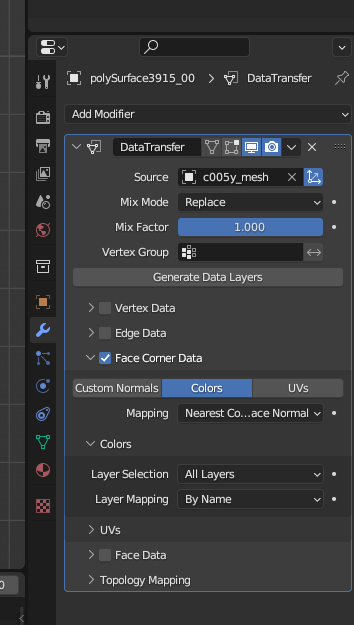 polySurface3915_00 DataTransfer
Add Modifier
DataTransfer
Source c005y_mesh
Mix Mode Replace
Mix Factor 1.000
Vertex Group
Generate Data Layers
Vertex Data
Edge Data
Face Corner Data
Custom Normals Colors UVs
Mapping Nearest Co...ace Normal
Colors
Layer Selection All Layers
Layer Mapping By Name
UVs
Face Data
Topology Mapping
0